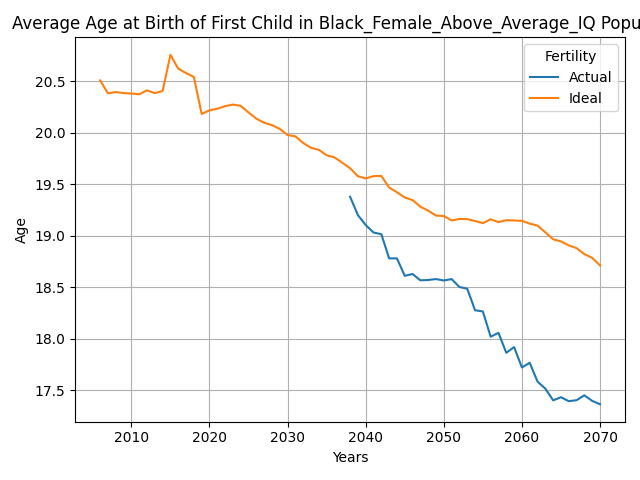 Average Age at Birth of First Child in Black_Female_Above_Average_IQ Popu
Fertility
Actual
Ideal
20.5
20.0
19.5
19.0
18.5
18.0
17.5
Age
2010 2020 2030 2040 2050 2060 2070
Years